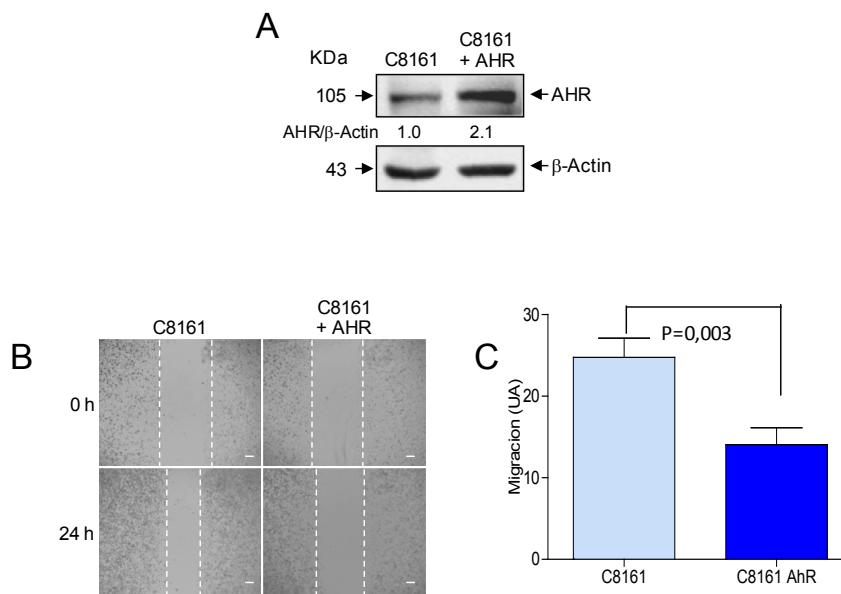 A
KDa
C8161
C8161
+ AHR
105
AHR
AHR/β-Actin 1.0 2.1
43
β-Actin
B
C8161
C8161
+ AHR
0 h
24 h
C
Migracion (UA)
30
20
10
0
P=0,003
C8161
C8161 AhR